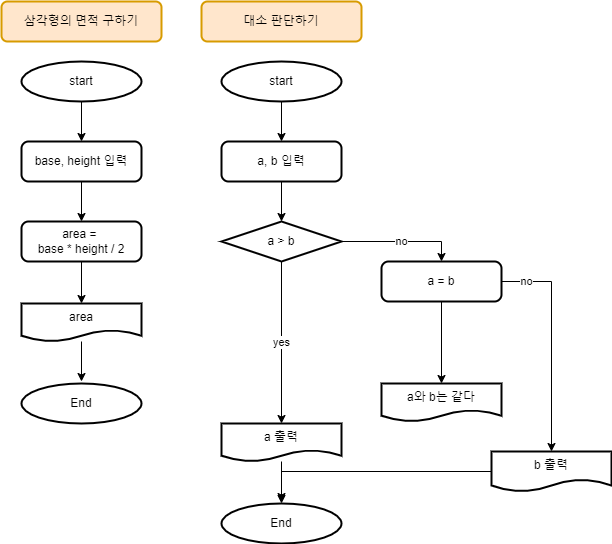 삼각형의 면적 구하기
start
base, height 입력
area =
base * height / 2
area
End
대소 판단하기
start
a, b 입력
a > b
no
a = b
no
yes
a와 b는 같다
a 출력
b 출력
End